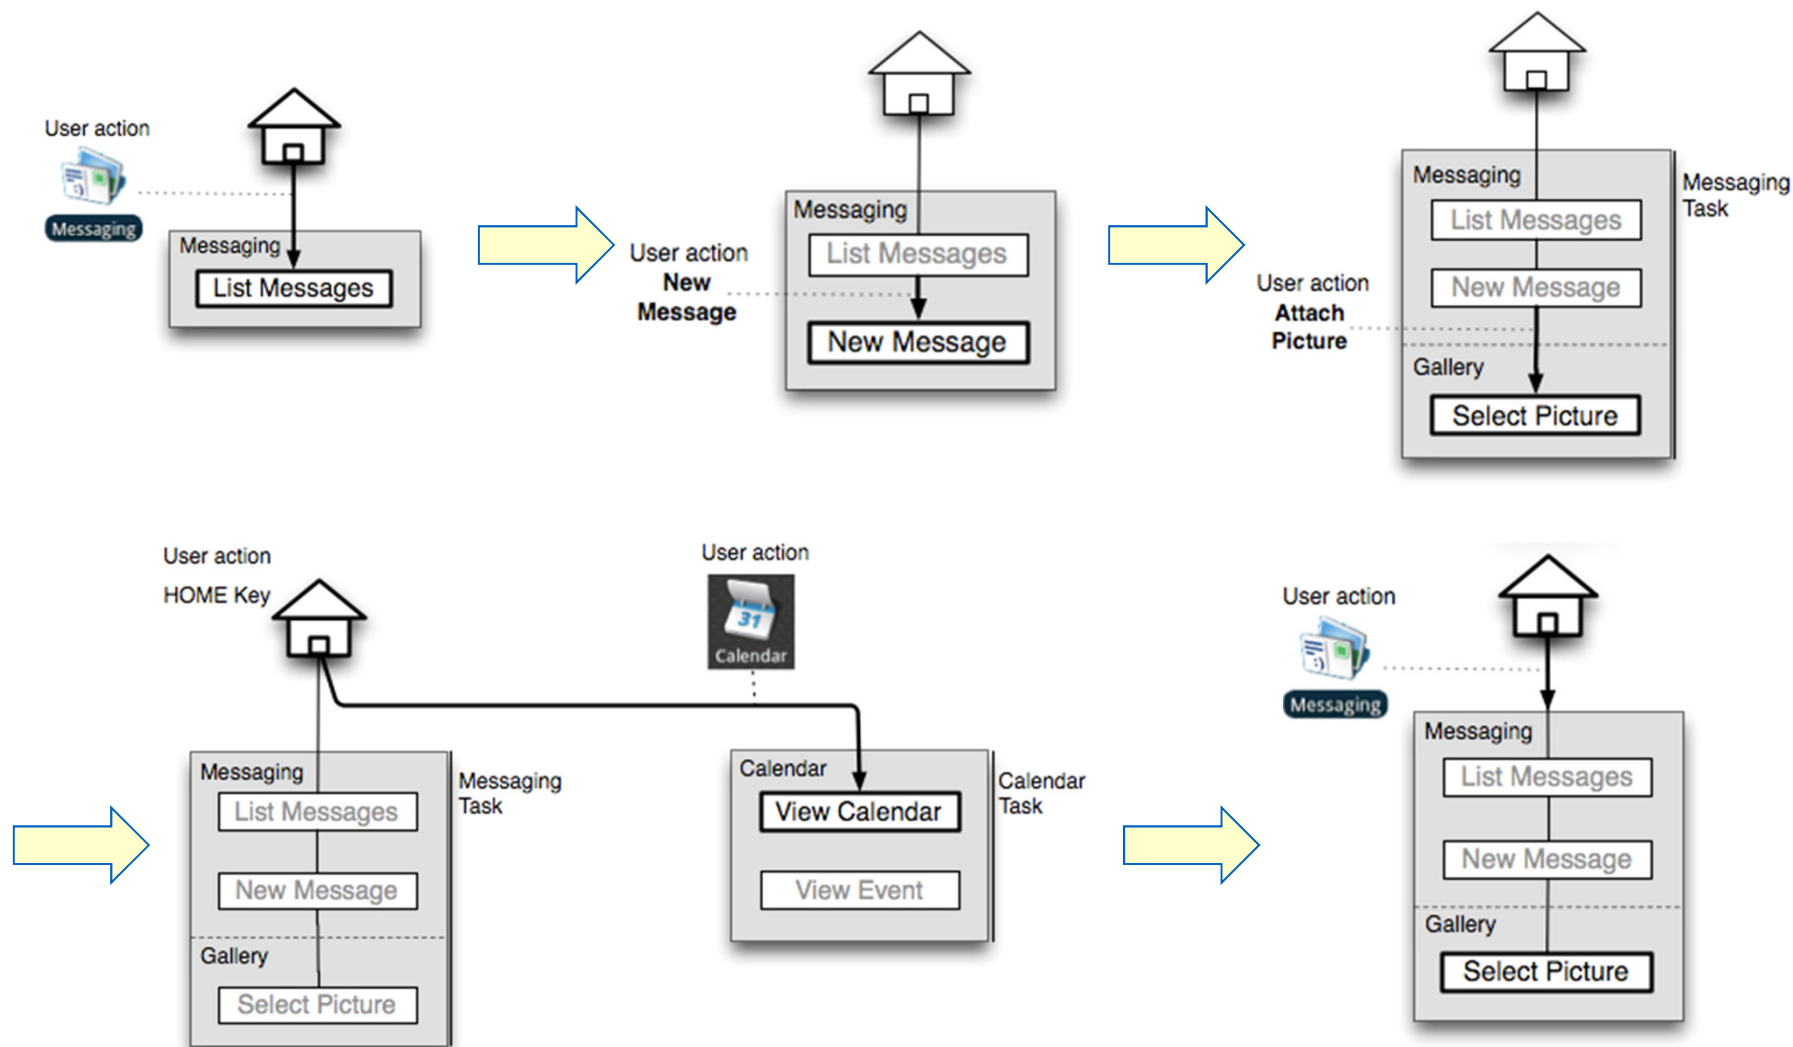 User action
Messaging
Messaging
List Messages
Messaging
List Messages
User action
New
Message
New Message
Messaging
List Messages
New Message
Messaging
Task
User action
Attach
Picture
Gallery
Select Picture
User action
HOME Key
Messaging
List Messages
New Message
Gallery
Select Picture
Messaging
Task
User action
31
Calendar
Calendar
View Calendar
View Event
Calendar
Task
User action
Messaging
Messaging
List Messages
New Message
Gallery
Select Picture